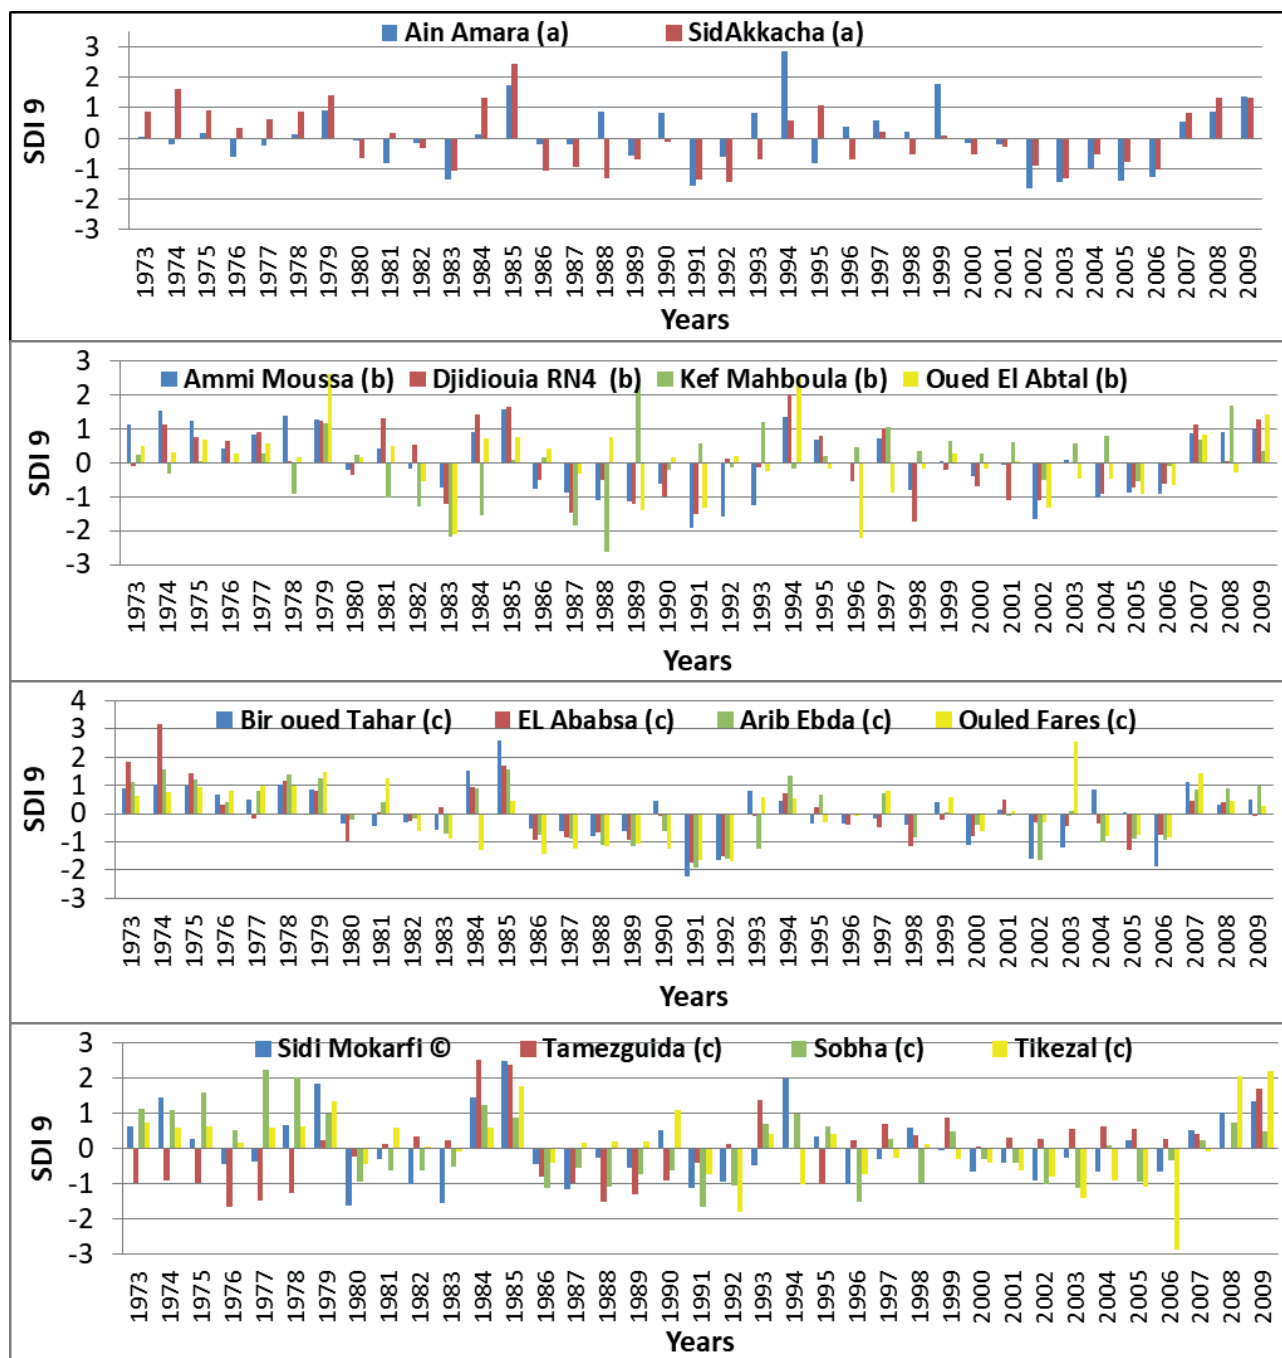 Ain Amara (a) SidAkkacha (a)
3
2
1
0
-1
-2
-3
SDI 9
1973 1974 1975 1976 1977 1978 1979 1980 1981 1982 1983 1984 1985 1986 1987 1988 1989 1990 1991 1992 1993 1994 1995 1996 1997 1998 1999 2000 2001 2002 2003 2004 2005 2006 2007 2008 2009
Years
3
2
1
0
-1
-2
-3
Ammi Moussa (b) Djidiouia RN4 (b) Kef Mahboula (b) Oued El Abtal (b)
SDI 9
1973 1974 1975 1976 1977 1978 1979 1980 1981 1982 1983 1984 1985 1986 1987 1988 1989 1990 1991 1992 1993 1994 1995 1996 1997 1998 1999 2000 2001 2002 2003 2004 2005 2006 2007 2008 2009
Years
4
3
2
1
0
-1
-2
-3
Bir oued Tahar (c) EL Ababsa (c) Arib Ebda (c) Ouled Fares (c)
SDI 9
1973 1974 1975 1976 1977 1978 1979 1980 1981 1982 1983 1984 1985 1986 1987 1988 1989 1990 1991 1992 1993 1994 1995 1996 1997 1998 1999 2000 2001 2002 2003 2004 2005 2006 2007 2008 2009
Years
3
2
1
0
-1
-2
-3
Sidi Mokarfi © Tamezguida (c) Sobha (c) Tikezal (c)
SDI 9
1973 1974 1975 1976 1977 1978 1979 1980 1981 1982 1983 1984 1985 1986 1987 1988 1989 1990 1991 1992 1993 1994 1995 1996 1997 1998 1999 2000 2001 2002 2003 2004 2005 2006 2007 2008 2009
Years